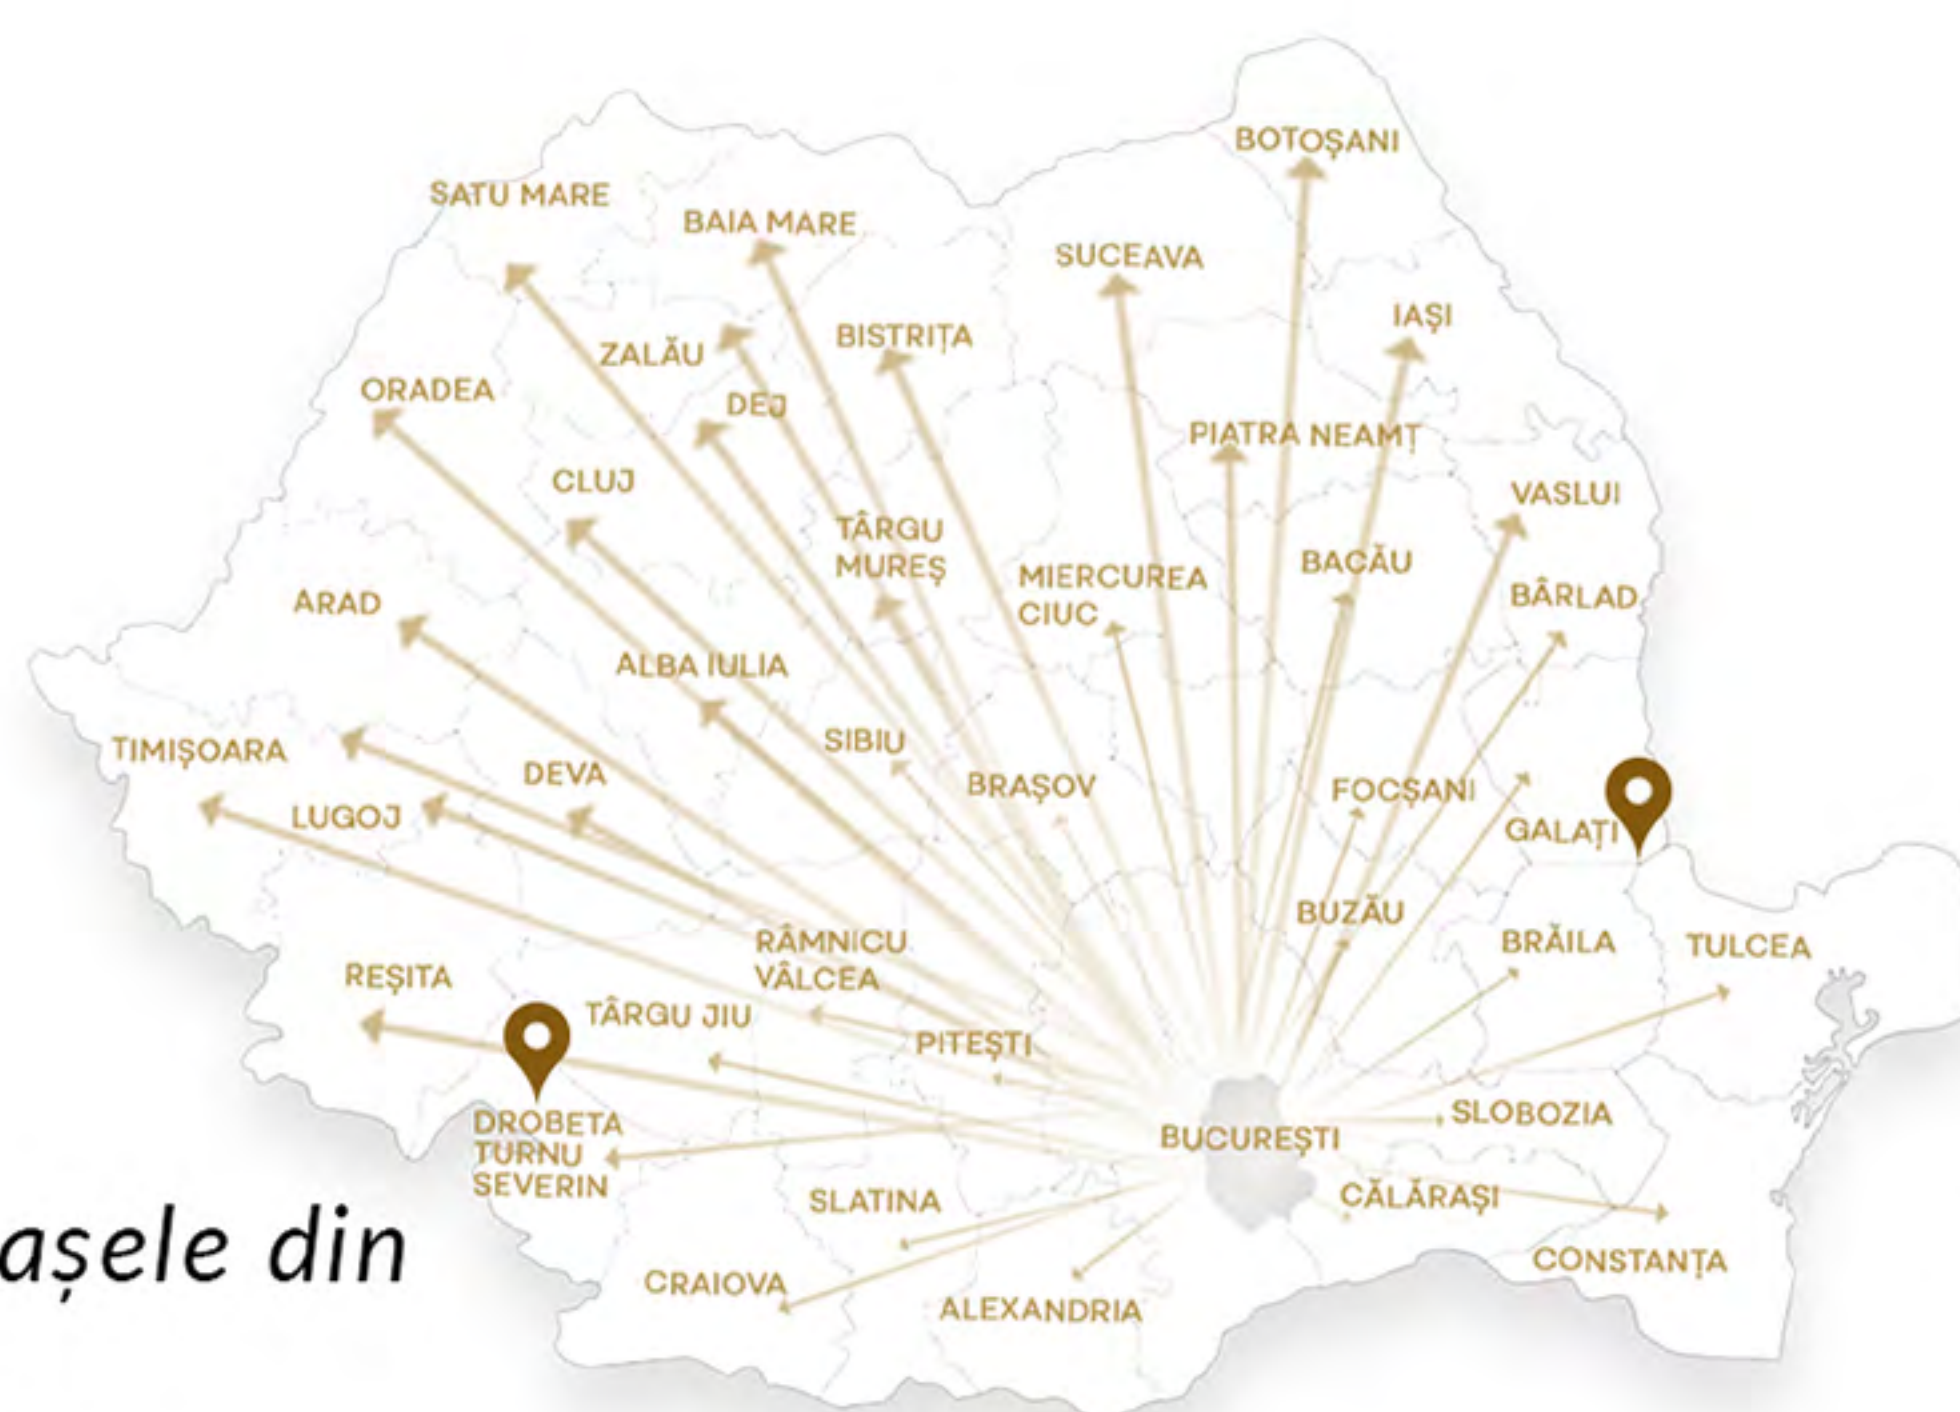 BOTOȘANI
SATU MARE
BAIA MARE
SUCEAVA
IAȘI
ZALĂU
BISTRIȚA
ORADEA
DEJ
PIATRA NEAMȚ
CLUJ
VASLUI
TÂRGU
MUREȘ
BACĂU
MIERCUREA
CIUC
BÂRLAD
ARAD
ALBA IULIA
SIBIU
TIMIȘOARA
DEVA
BRAȘOV
FOCȘANI
LUGOJ
GALAȚI
BUZĂU
RÂMNICU
VÂLCEA
BRĂILA
TULCEA
REȘITA
TÂRGU JIU
PITEȘTI
DROBETA
TURNU
SEVERIN
BUCUREȘTI
SLOBOZIA
SLATINA
CĂLĂRAȘI
așele din
CONSTANȚA
CRAIOVA
ALEXANDRIA